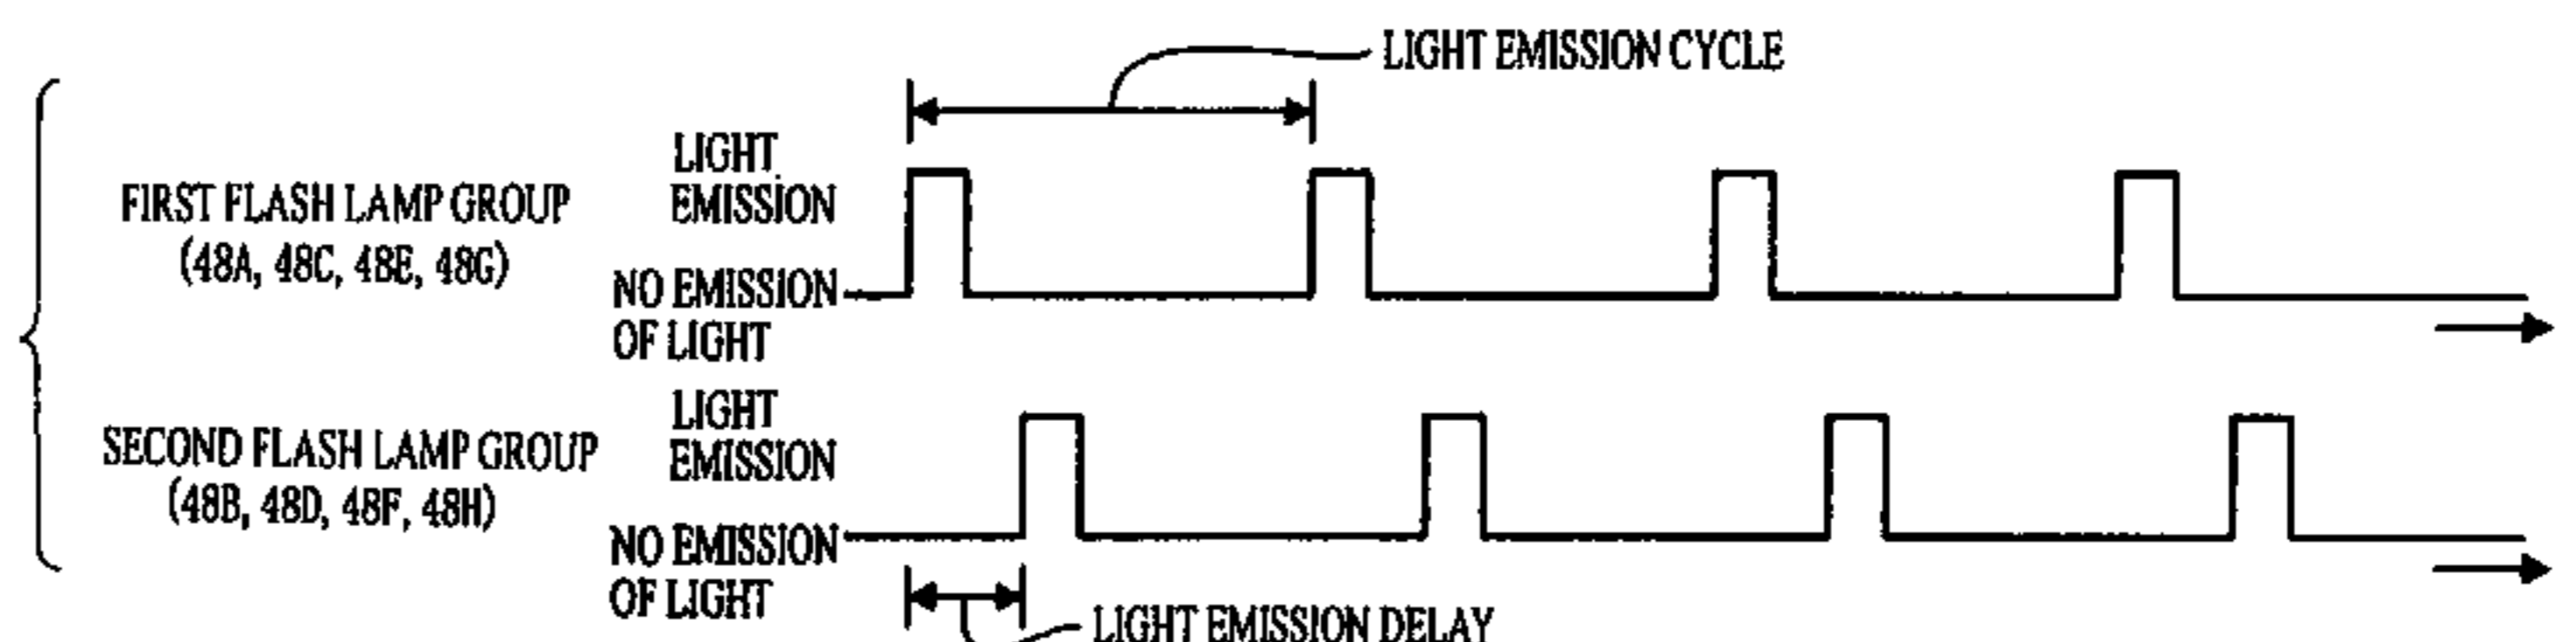 LIGHT EMISSION CYCLE
LIGHT
EMISSION
FIRST FLASH LAMP GROUP
(48A, 48C, 48E, 48G)
NO EMISSION
OF LIGHT
LIGHT
EMISSION
SECOND FLASH LAMP GROUP
(48B, 48D, 48F, 48H)
NO EMISSION
OF LIGHT
LIGHT EMISSION DELAY